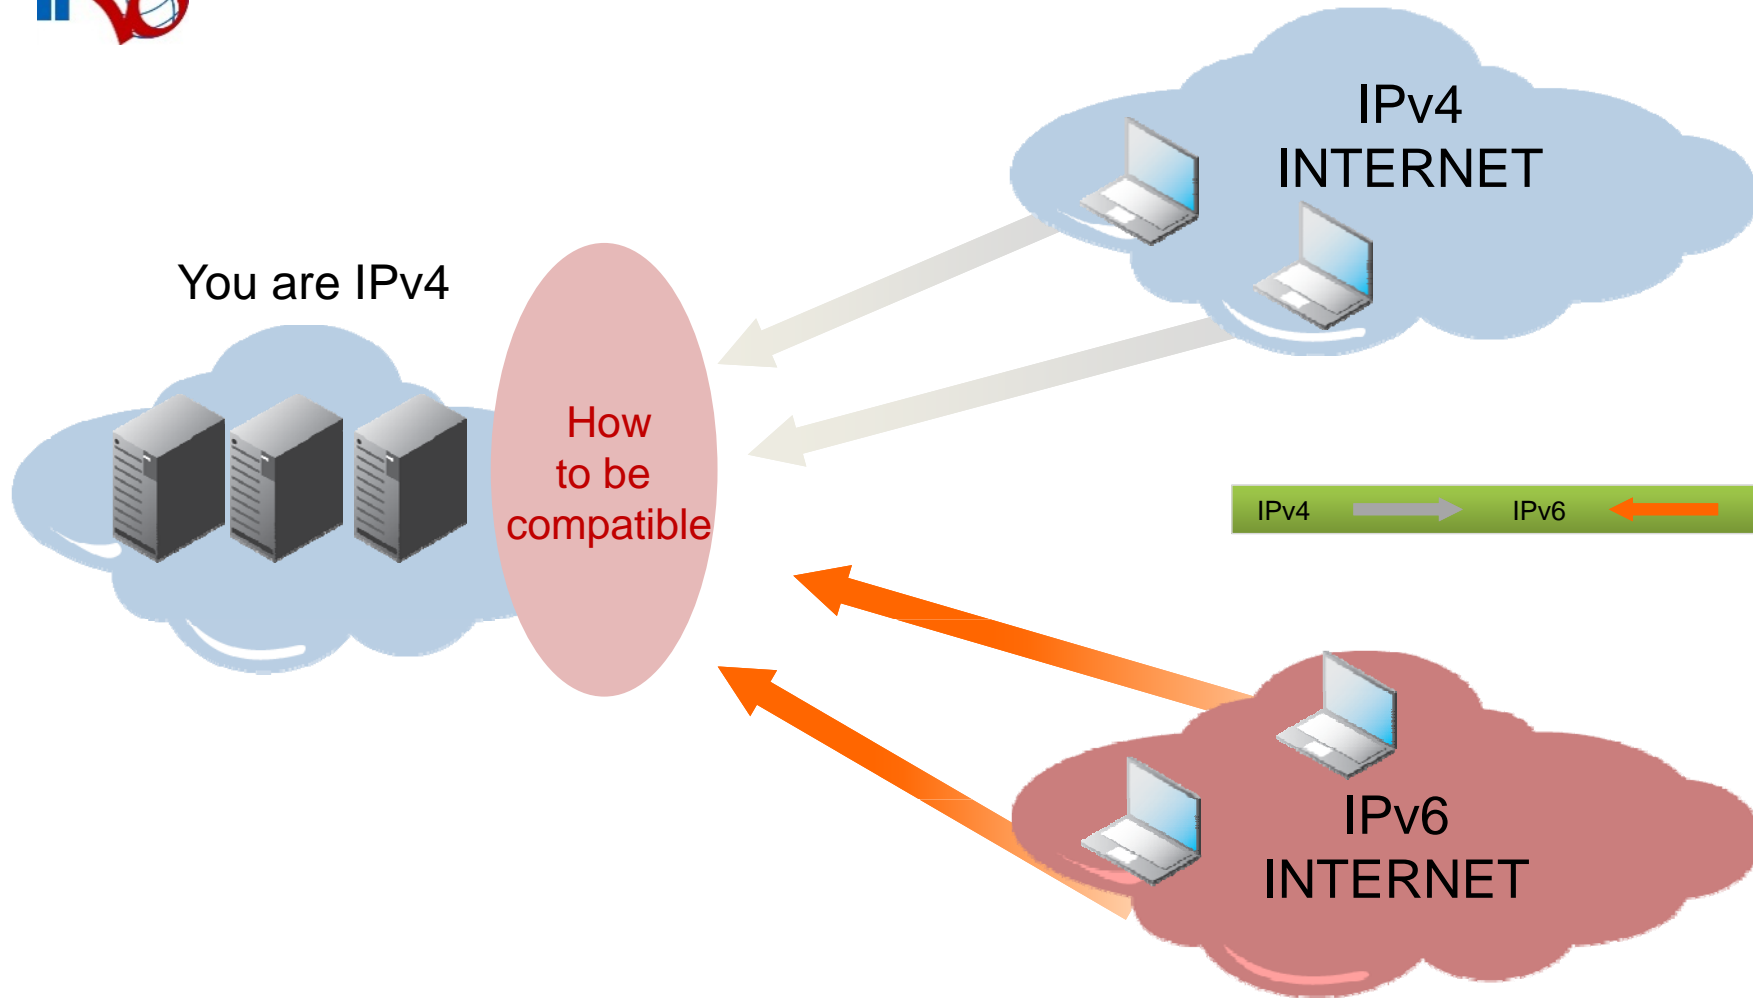 IPv4
INTERNET
You are IPv4
How
to be
compatible
IPv4
IPv6
IPv6
INTERNET